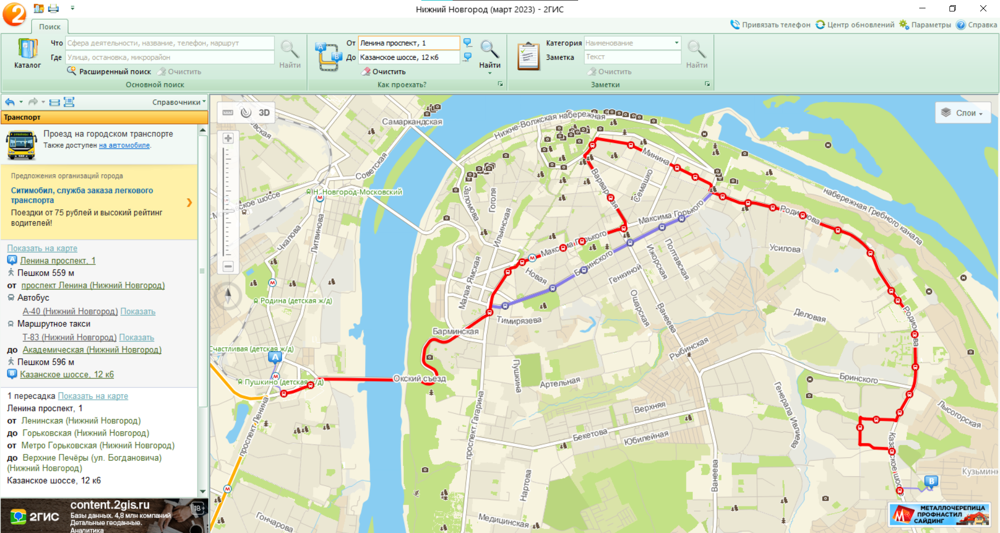 Нижний Новгород (март 2023) - 2ГИС
Поиск
Привязать телефон
Центр обновлений
Параметры
Справка
Каталог
Что
Сфера деятельности, название, телефон, маршрут
Где
Улица, остановка, микрорайон
Расширенный поиск
Очистить
Найти
Основной поиск
От
Ленина проспект, 1
До
Казанское шоссе, 12 к6
Очистить
Найти
Как проехать?
Категория
Наименование
Заметка
Текст
Очистить
Найти
Заметки
Справочники
Транспорт
Проезд на городском транспорте
Также доступен на автомобиле.
Предложения организаций города
Ситимобил, служба заказа легкового
транспорта
Поездки от 75 рублей и высокий рейтинг
водителей!
Показать на карте
A Ленина проспект, 1
Пешком 559 м
от проспект Ленина (Нижний Новгород)
Автобус
А-40 (Нижний Новгород) Показать
Маршрутное такси
Т-83 (Нижний Новгород) Показать
до Академическая (Нижний Новгород)
Пешком 596 м
B Казанское шоссе, 12 к6
1 пересадка Показать на карте
Ленина проспект, 1
от Ленинская (Нижний Новгород)
до Горьковская (Нижний Новгород)
от Метро Горьковская (Нижний Новгород)
до Верхние Печёры (ул. Богдановича)
(Нижний Новгород)
Казанское шоссе, 12 к6
2ГИС
content.2gis.ru
Базы данных. 4,8 млн компаний
Детальные геоданные.
Аналитика
18+
3D
Слои
Самаркандская
Нижне-Волжская набережная
Советская
Н. Новгород-Московский
шоссе
Чкалова
Литвинова
Заломова
Гоголя
Ильинская
Малая Ямская
Минина
Варварская
Семашко
Максима Горького
Максима Горького
Белинского
Новая
Генкиной
Ижорская
Полтавская
Ошарская
Ванеева
Родионова
набережная Гребного канала
Усилова
Деловая
Родионова
Родина (детская ж/д)
Тимирязева
Барминская
Счастливая (детская ж/д)
A
Пушкино (детская ж/д)
Окский съезд
Пушкина
Артельная
Рыбинская
Бринского
Генерала Ивлиева
Лысогорская
Верхняя
Бекетова
Юбилейная
проспект Гагарина
проспект Ленина
Казанское шоссе
Кузьминк
B
Ванеева
Нартова
Медицинская
Гончарова
МЕТАЛЛОЧЕРЕПИЦА
ПРОФНАСТИЛ
САЙДИНГ